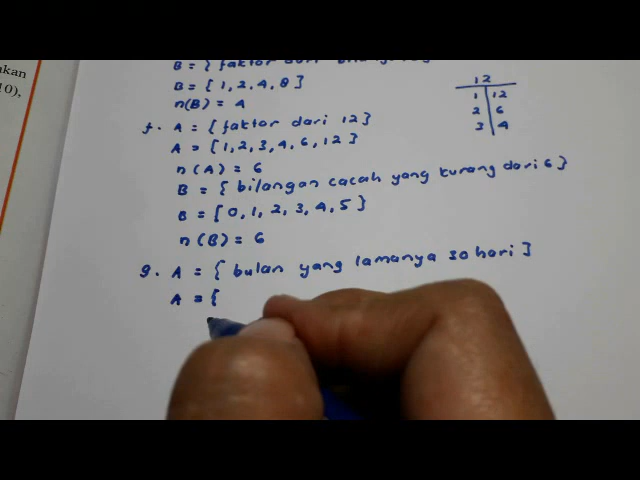 ukan
10),
B = { faktor dari
B = { 1, 2, 4, 8 }
n(B) = 4
f. A = { faktor dari 12 }
A = { 1, 2, 3, 4, 6, 12 }
n(A) = 6
B = { bilangan cacah yang kurang dari 6 }
B = { 0, 1, 2, 3, 4, 5 }
n(B) = 6
g. A = { bulan yang lamanya 30 hari }
A = {
12
1 12
2 6
3 4